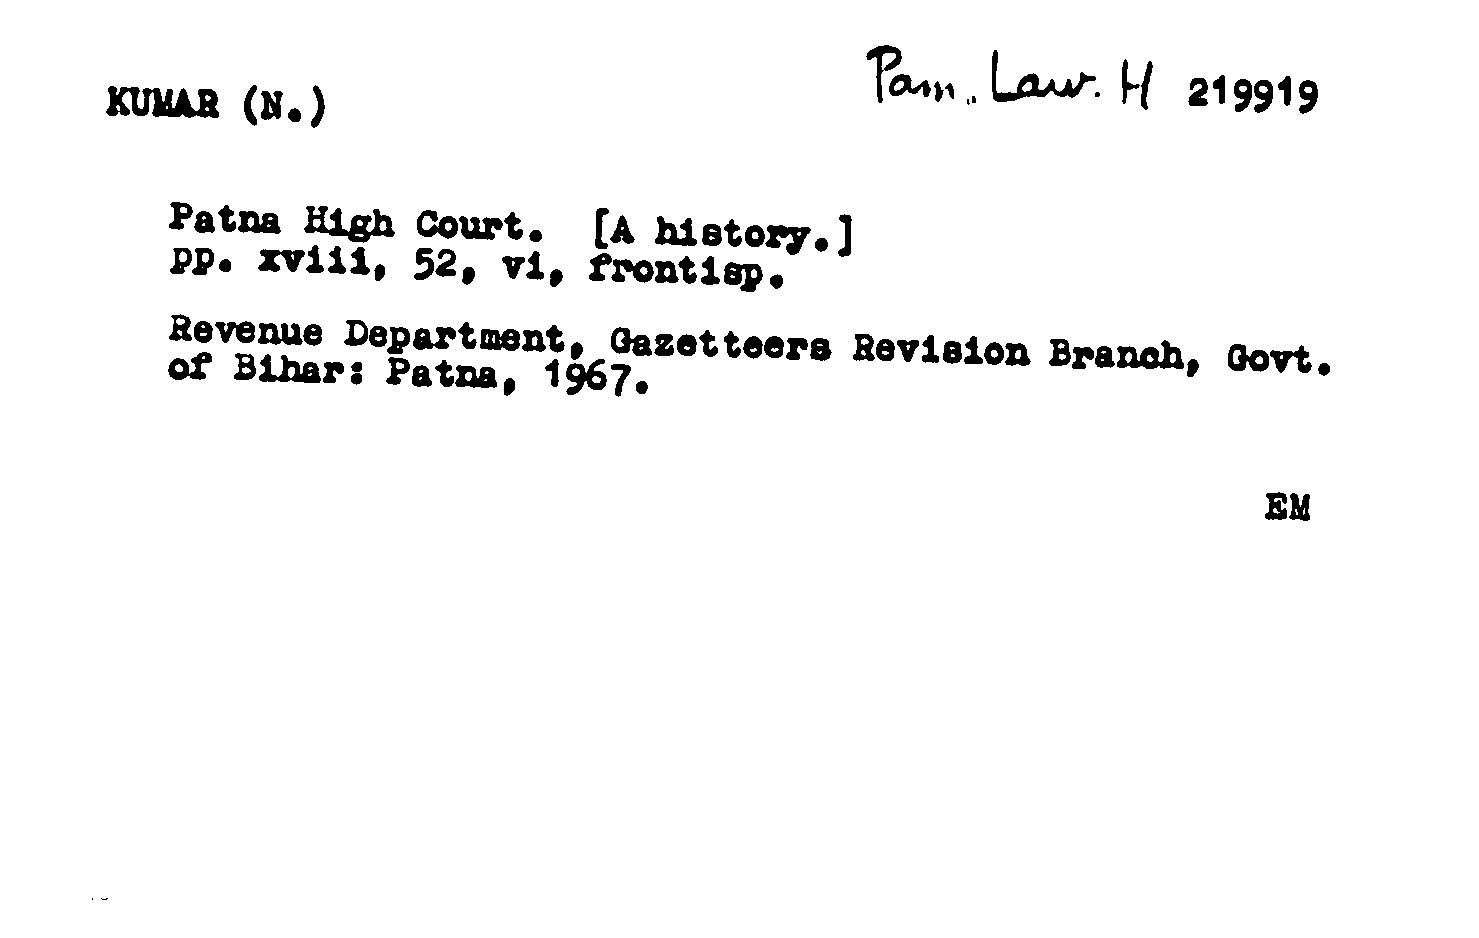 KUMAR (N.)
Pam. Law. H 219919
Patna High Court. [A history.]
pp. xviii, 52, vi, frontisp.
Revenue Department, Gazetteers Revision Branch, Govt.
of Bihar: Patna, 1967.
EM